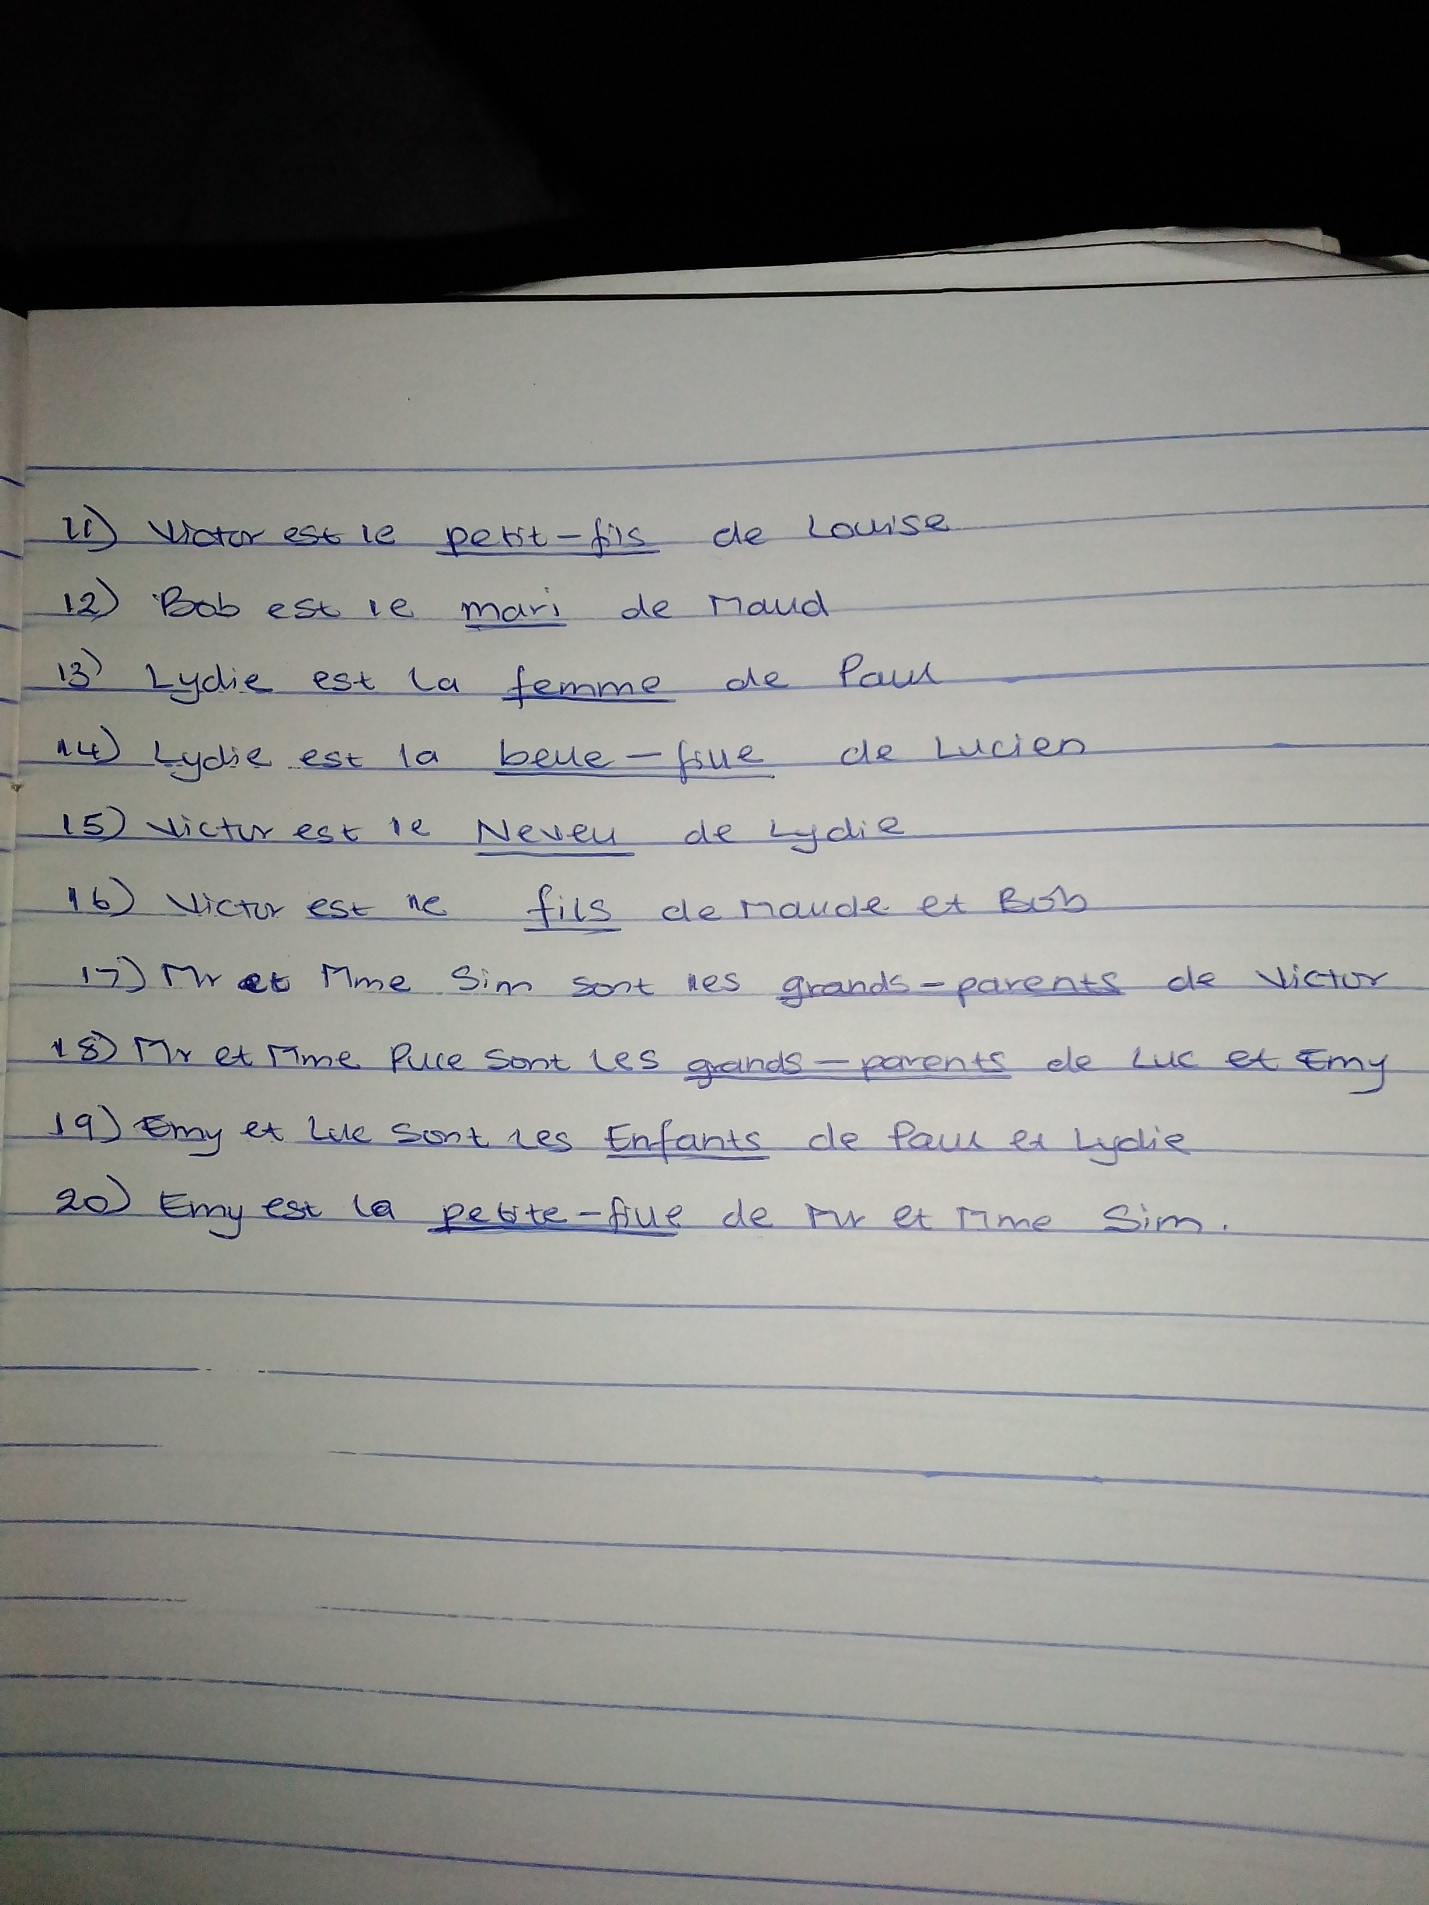 11) Victor est le petit-fils de Louise
12) Bob est le mari de Maud
13) Lydie est la femme de Paul
14) Lydie est la belle-fille de Lucien
15) Victor est le Neveu de Lydie
16) Victor est le fils de Maude et Bob
17) Mr et Mme Sim sont les grands-parents de Victor
18) Mr et Mme Puce sont les grands-parents de Luc et Emy
19) Emy et Luc sont les Enfants de Paul et Lydie
20) Emy est la petite-fille de Mr et Mme Sim.